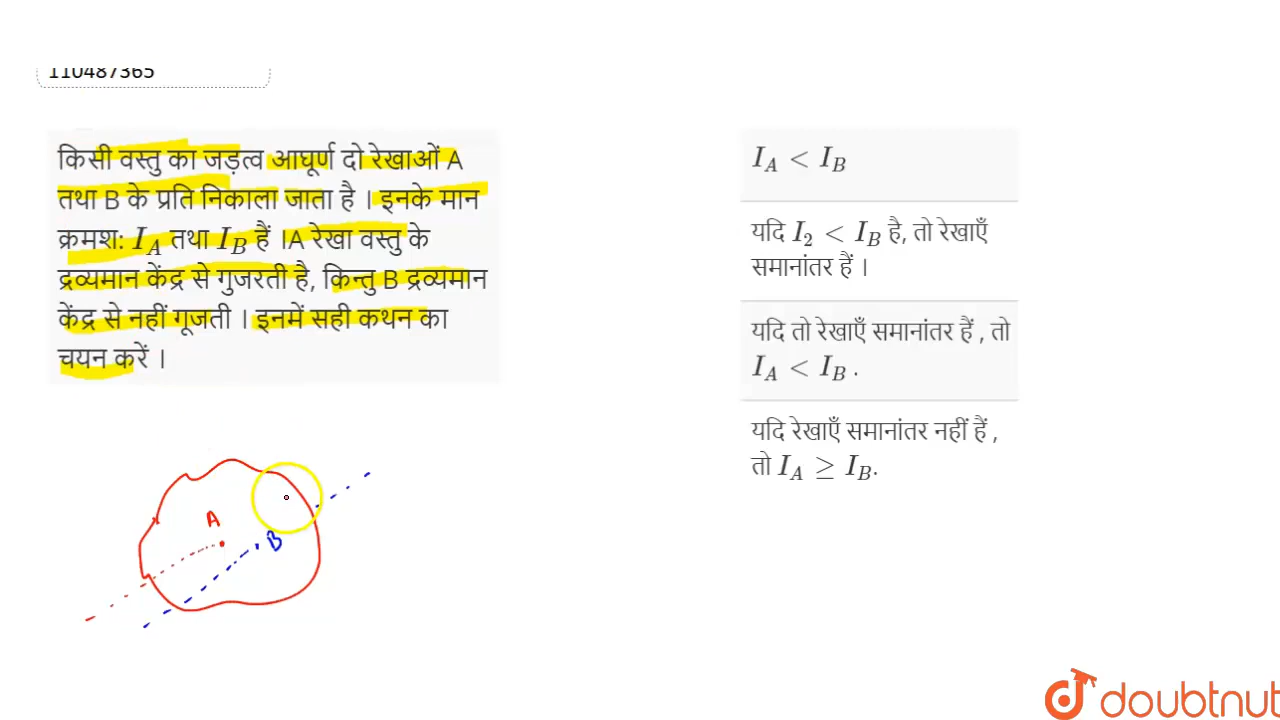 110487365
किसी वस्तु का जड़त्व आघूर्ण दो रेखाओं A
तथा B के प्रति निकाला जाता है । इनके मान
क्रमश: I_A तथा I_B हैं ।A रेखा वस्तु के
द्रव्यमान केंद्र से गुजरती है, किन्तु B द्रव्यमान
केंद्र से नहीं गूजती । इनमें सही कथन का
चयन करें ।
I_A < I_B
यदि I_2 < I_B है, तो रेखाएँ
समानांतर हैं ।
यदि तो रेखाएँ समानांतर हैं , तो
I_A < I_B .
यदि रेखाएँ समानांतर नहीं हैं ,
तो I_A ≥ I_B.
A
B
doubtnut